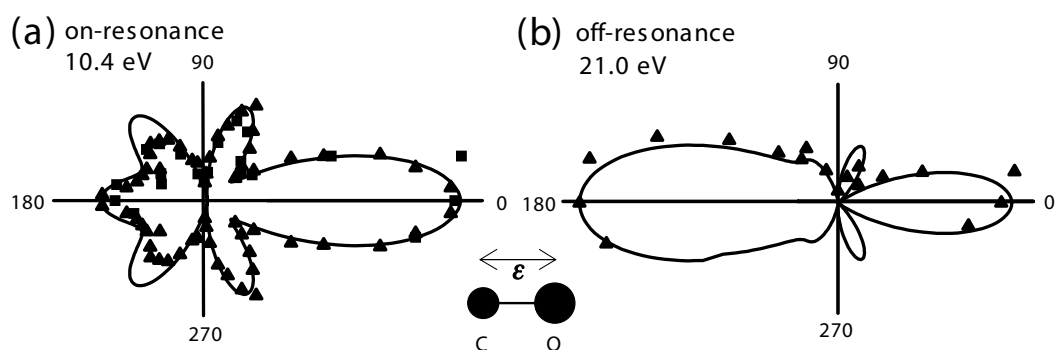 (a) on-resonance
10.4 eV
90
180
0
270
(b) off-resonance
21.0 eV
90
180
0
270
ε
C O